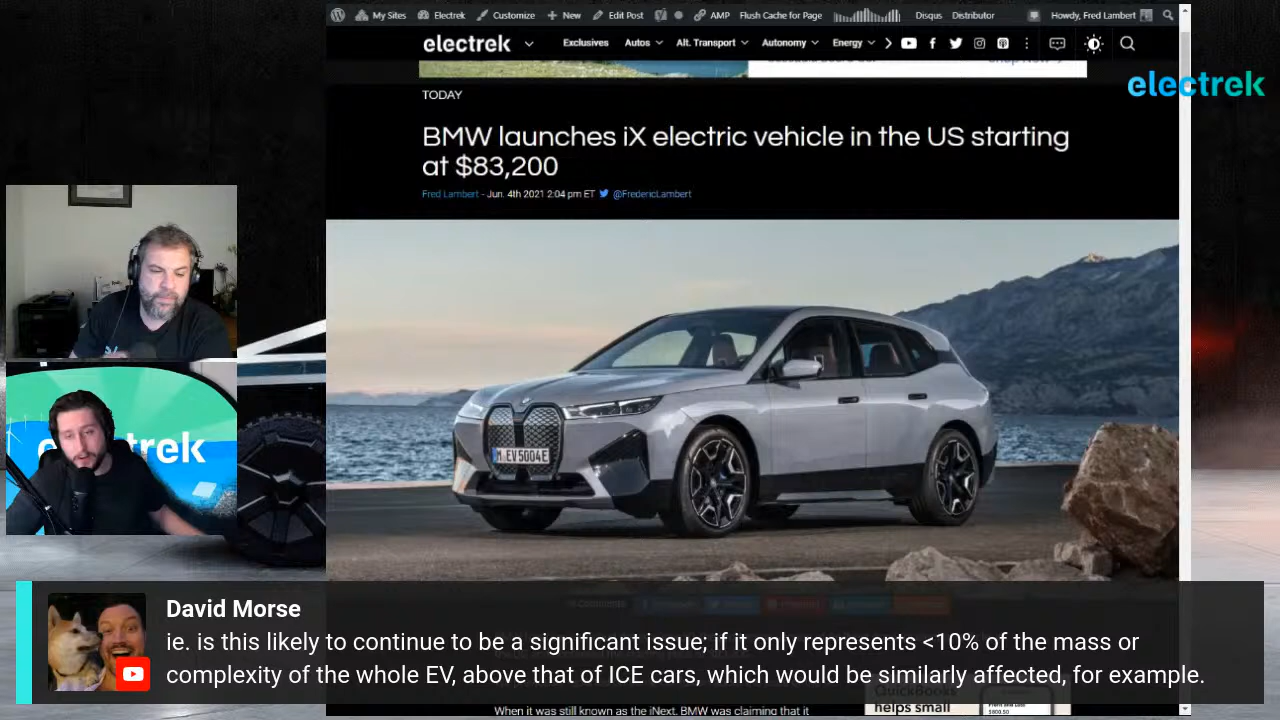 My Sites Electrek Customize New Edit Post AMP Flush Cache for Page Disqus Distributor Howdy, Fred Lambert
electrek Exclusives Autos Alt. Transport Autonomy Energy
electrek
TODAY
BMW launches iX electric vehicle in the US starting
at $83,200
Fred Lambert - Jun. 4th 2021 2:04 pm ET @FredericLambert
M EV 5004E
trek
David Morse
ie. is this likely to continue to be a significant issue; if it only represents <10% of the mass or
complexity of the whole EV, above that of ICE cars, which would be similarly affected, for example.
QuickBooks
helps small
When it was still known as the iNext, BMW was claiming that it